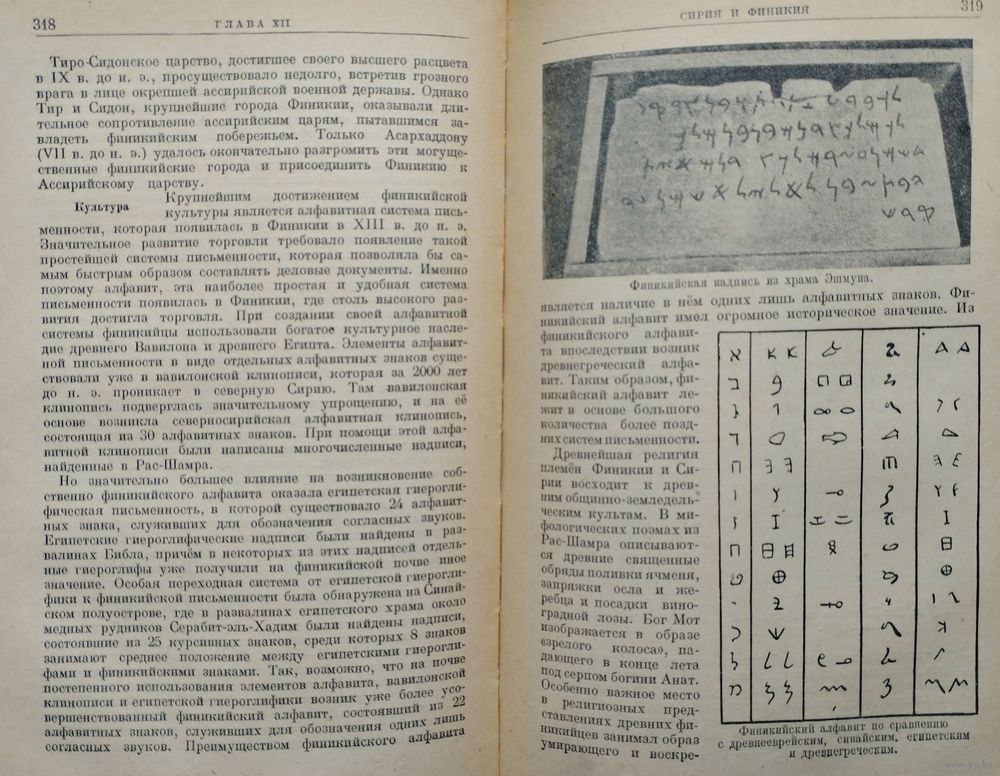 318
ГЛАВА XII
Тиро-Сидонское царство, достигшее своего высшего расцвета
в IX в. до н. э., просуществовало недолго, встретив грозного
врага в лице окрепшей ассирийской военной державы. Однако
Тир и Сидон, крупнейшие города Финикии, оказывали дли-
тельное сопротивление ассирийским царям, пытавшимся за-
владеть финикийским побережьем. Только Асархаддону
(VII в. до н. э.) удалось окончательно разгромить эти могуще-
ственные финикийские города и присоединить Финикию к
Ассирийскому царству.
Культура
Крупнейшим достижением финикийской
культуры является алфавитная система пись-
менности, которая появилась в Финикии в XIII в. до н. э.
Значительное развитие торговли требовало появление такой
простейшей системы письменности, которая позволяла бы са-
мым быстрым образом составлять деловые документы. Именно
поэтому алфавит, эта наиболее простая и удобная система
письменности появилась в Финикии, где столь высокого раз-
вития достигла торговля. При создании своей алфавитной
системы финикийцы использовали богатое культурное насле-
дие древнего Вавилона и древнего Египта. Элементы алфавит-
ной письменности в виде отдельных алфавитных знаков суще-
ствовали уже в вавилонской клинописи, которая за 2000 лет
до н. э. проникает в северную Сирию. Там вавилонская
клинопись подверглась значительному упрощению, и на её
основе возникла северносирийская алфавитная клинопись,
состоящая из 30 алфавитных знаков. При помощи этой алфа-
витной клинописи были написаны многочисленные надписи,
найденные в Рас-Шамра.
Но значительно большее влияние на возникновение соб-
ственно финикийского алфавита оказала египетская иерогли-
фическая письменность, в которой существовало 24 алфавит-
ных знака, служивших для обозначения согласных звуков.
Египетские иероглифические надписи были найдены в раз-
валинах Библа, причём в некоторых из этих надписей отдель-
ные иероглифы уже получили на финикийской почве иное
значение. Особая переходная система от египетской иерогли-
фики к финикийской письменности была обнаружена на Синай-
ском полуострове, где в развалинах египетского храма около
медных рудников Серабит-эль-Хадим были найдены надписи,
состоявшие из 25 курсивных знаков, среди которых 8 знаков
занимают среднее положение между египетскими иерогли-
фами и финикийскими знаками. Так, возможно, что на почве
постепенного использования элементов алфавита, вавилонской
клинописи и египетской иероглифики возник уже более усо-
вершенствованный финикийский алфавит, состоявший из 22
алфавитных знаков, служивших для обозначения одних лишь
согласных звуков. Преимуществом финикийского алфавита
СИРИЯ И ФИНИКИЯ
319
Финикийская надпись из храма Эшмуна.
является наличие в нём одних лишь алфавитных знаков. Фи-
никийский алфавит имел огромное историческое значение. Из
финикийского алфави-
та впоследствии возник
древнегреческий алфа-
вит. Таким образом, фи-
никийский алфавит ле-
жит в основе большого
количества более позд-
них систем письменности.
Древнейшая религия
племён Финикии и Си-
рии восходит к древ-
ним общинно-земледель-
ческим культам. В ми-
фологических поэмах из
Рас-Шамра описывают-
ся древние священные
обряды поливки ячменя,
запряжки осла и же-
ребца и посадки вино-
градной лозы. Бог Мот
изображается в образе
«зрелого колоса», па-
дающего в конце лета
под серпом богини Анат.
Особенно важное место
в религиозных пред-
ставлениях древних фи-
никийцев занимал образ
умирающего и воскре-
Финикийский алфавит по сравнению
с древнееврейским, синайским, египетским
и древнегреческим.
www.ay.by